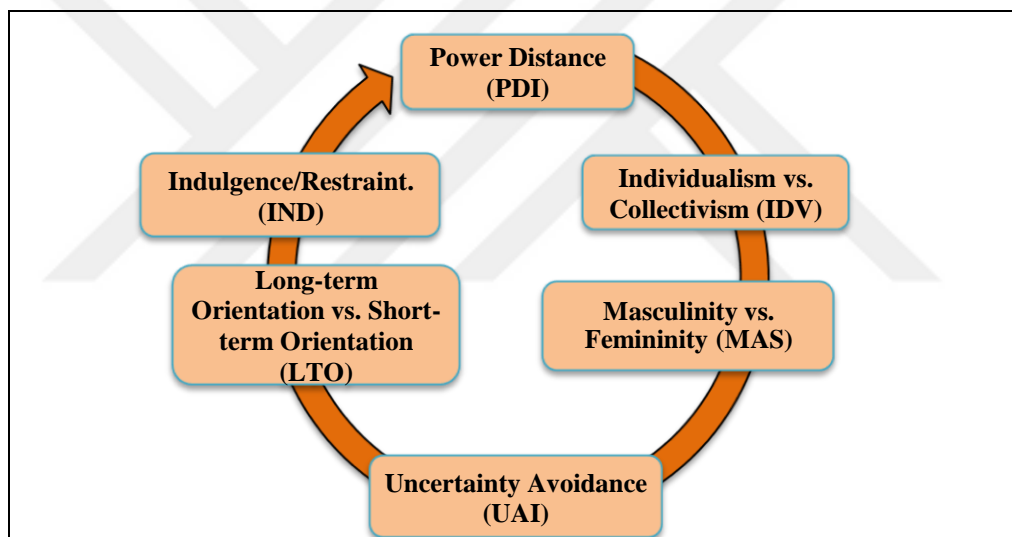 Power Distance
(PDI)
Individualism vs.
Collectivism (IDV)
Masculinity vs.
Femininity (MAS)
Uncertainty Avoidance
(UAI)
Long-term
Orientation vs. Short-
term Orientation
(LTO)
Indulgence/Restraint.
(IND)